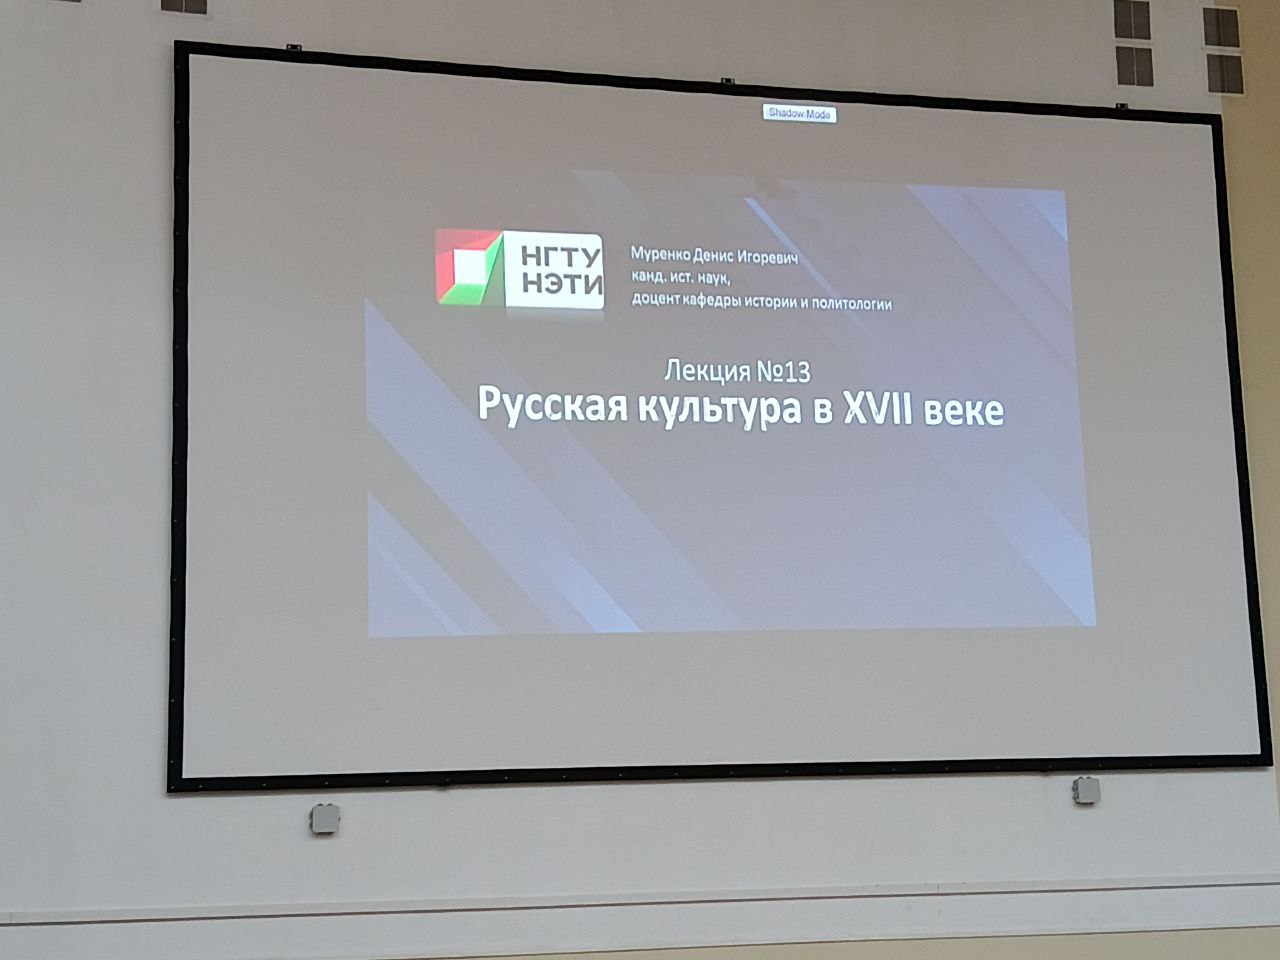 Shadow Mode
НГТУ
НЭТИ
Муренко Денис Игоревич
канд. ист. наук,
доцент кафедры истории и политологии
Лекция №13
Русская культура в XVII веке